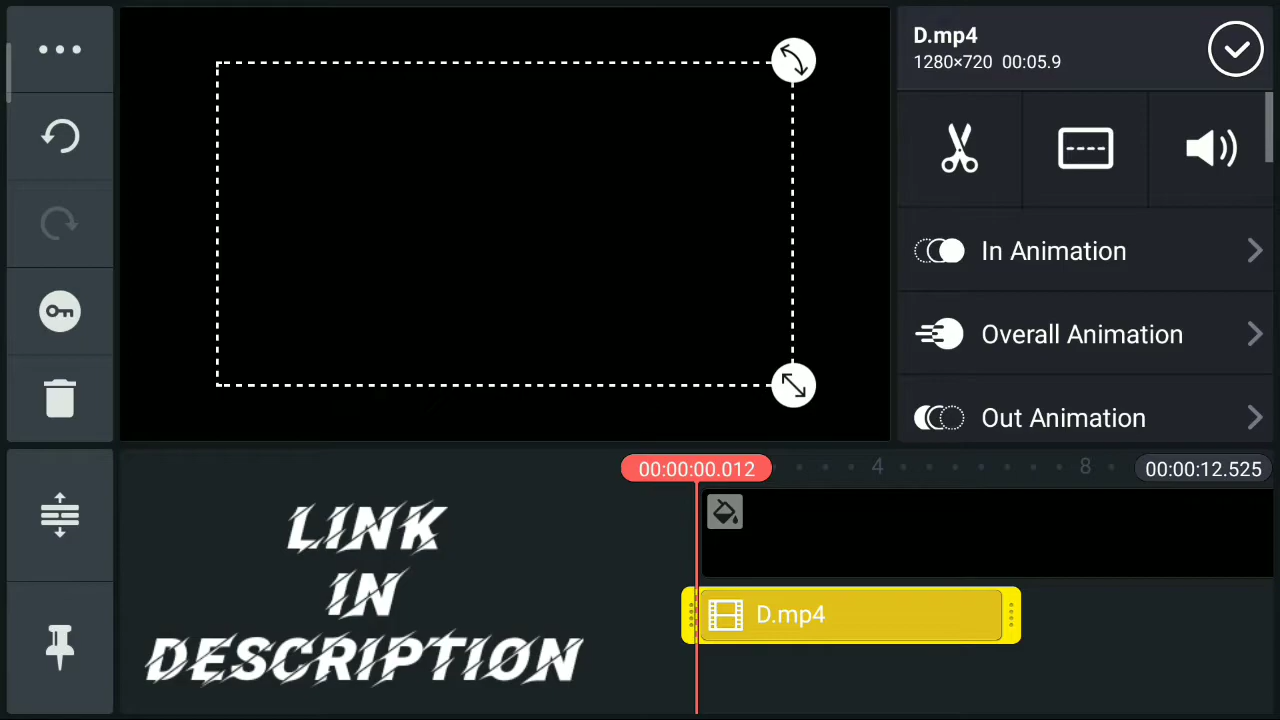 D.mp4
1280×720 00:05.9
In Animation
Overall Animation
Out Animation
00:00:00.012
4
8
00:00:12.525
LINK
IN
DESCRIPTION
D.mp4